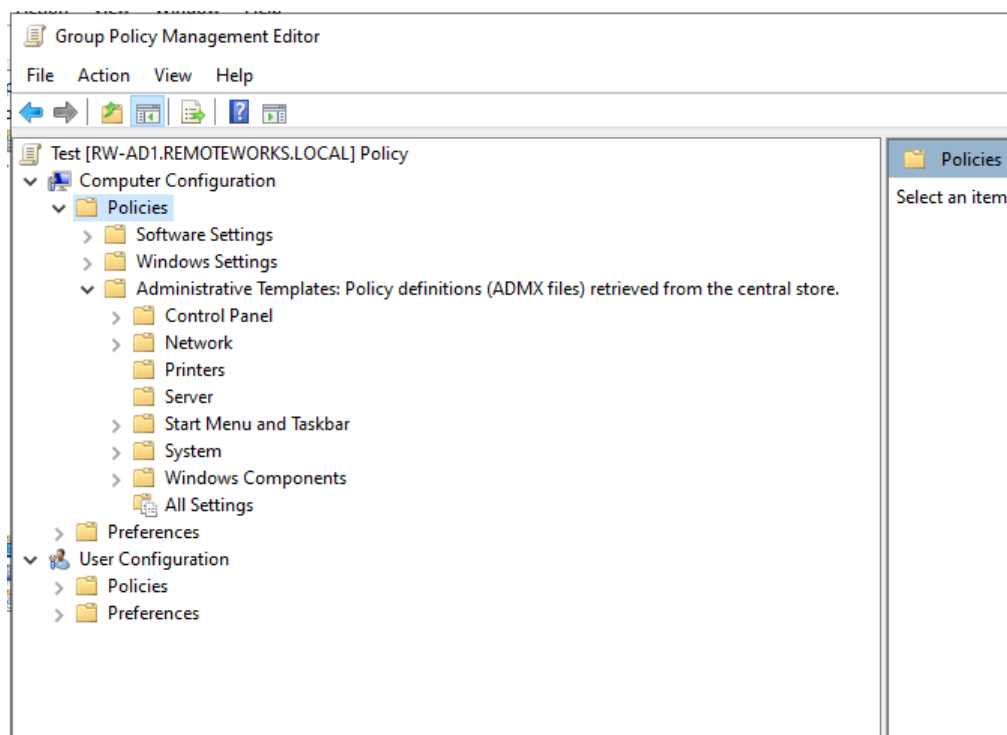 Group Policy Management Editor
File Action View Help
Test [RW-AD1.REMOTEWORKS.LOCAL] Policy
Computer Configuration
Policies
Software Settings
Windows Settings
Administrative Templates: Policy definitions (ADMX files) retrieved from the central store.
Control Panel
Network
Printers
Server
Start Menu and Taskbar
System
Windows Components
All Settings
Preferences
User Configuration
Policies
Preferences
Policies
Select an item